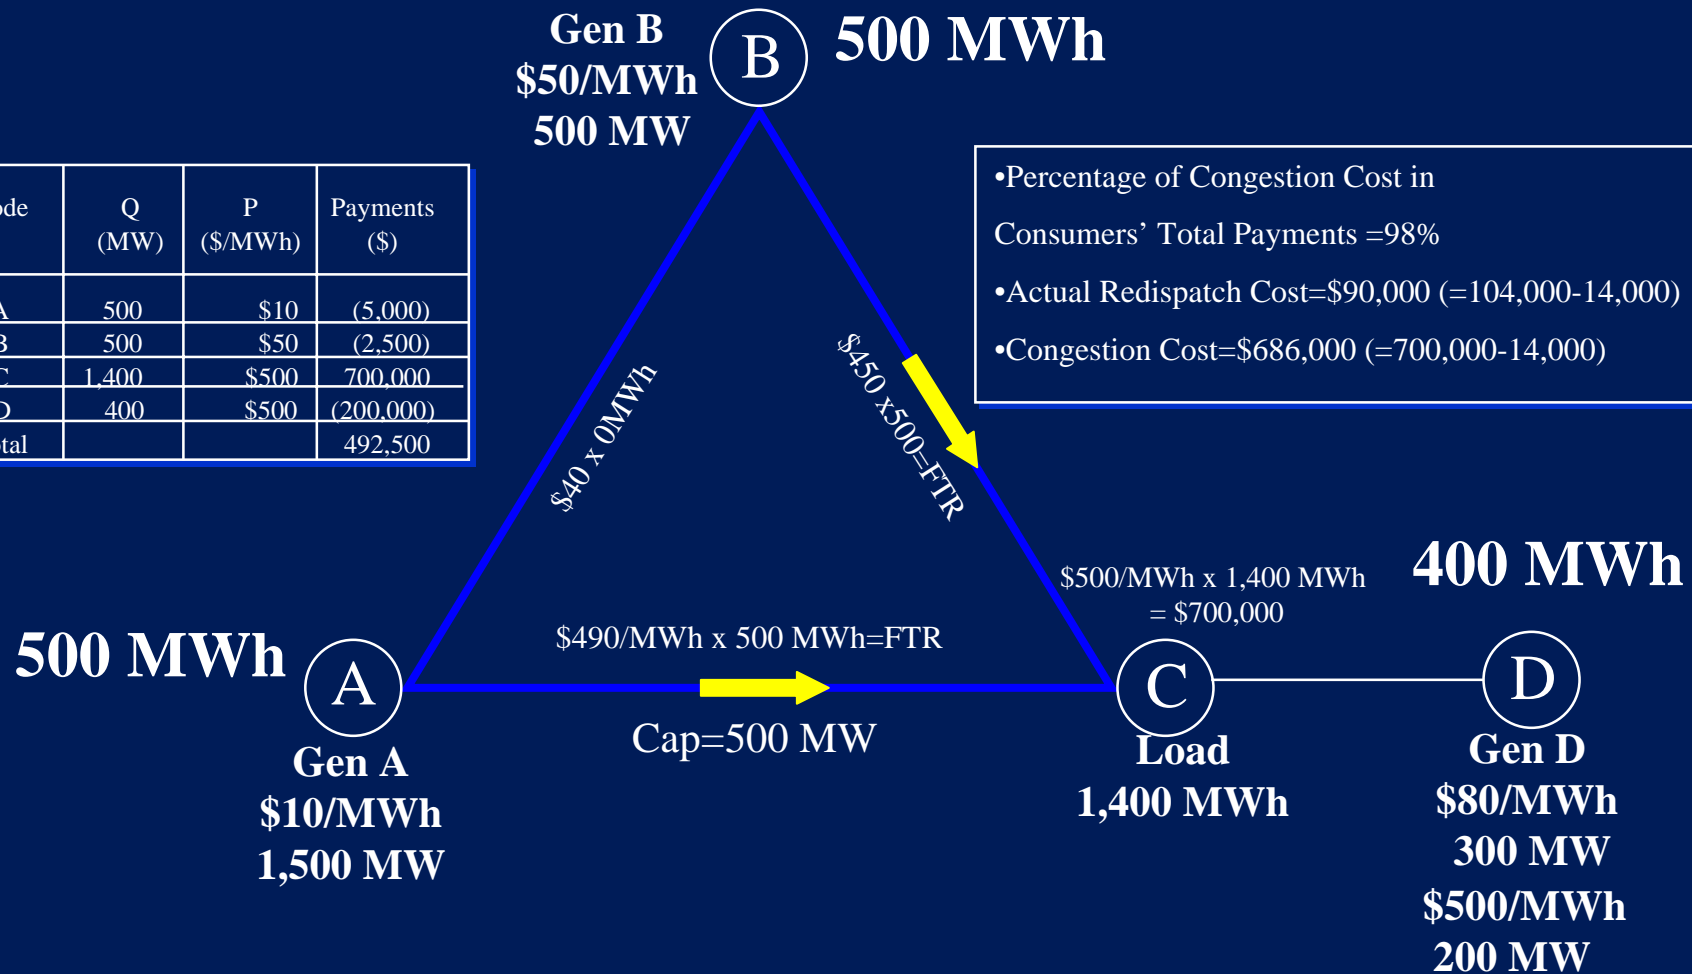 Gen B
$50/MWh
500 MW
B
500 MWh
ode Q P Payments
(MW) ($/MWh) ($)
A 500 $10 (5,000)
B 500 $50 (2,500)
C 1,400 $500 700,000
D 400 $500 (200,000)
otal 492,500
•Percentage of Congestion Cost in
Consumers’ Total Payments =98%
•Actual Redispatch Cost=$90,000 (=104,000-14,000)
•Congestion Cost=$686,000 (=700,000-14,000)
$40 x 0MWh
$450 x500=FTR
$500/MWh x 1,400 MWh
= $700,000
400 MWh
500 MWh
$490/MWh x 500 MWh=FTR
A
C
D
Cap=500 MW
Gen A
$10/MWh
1,500 MW
Load
1,400 MWh
Gen D
$80/MWh
300 MW
$500/MWh
200 MW